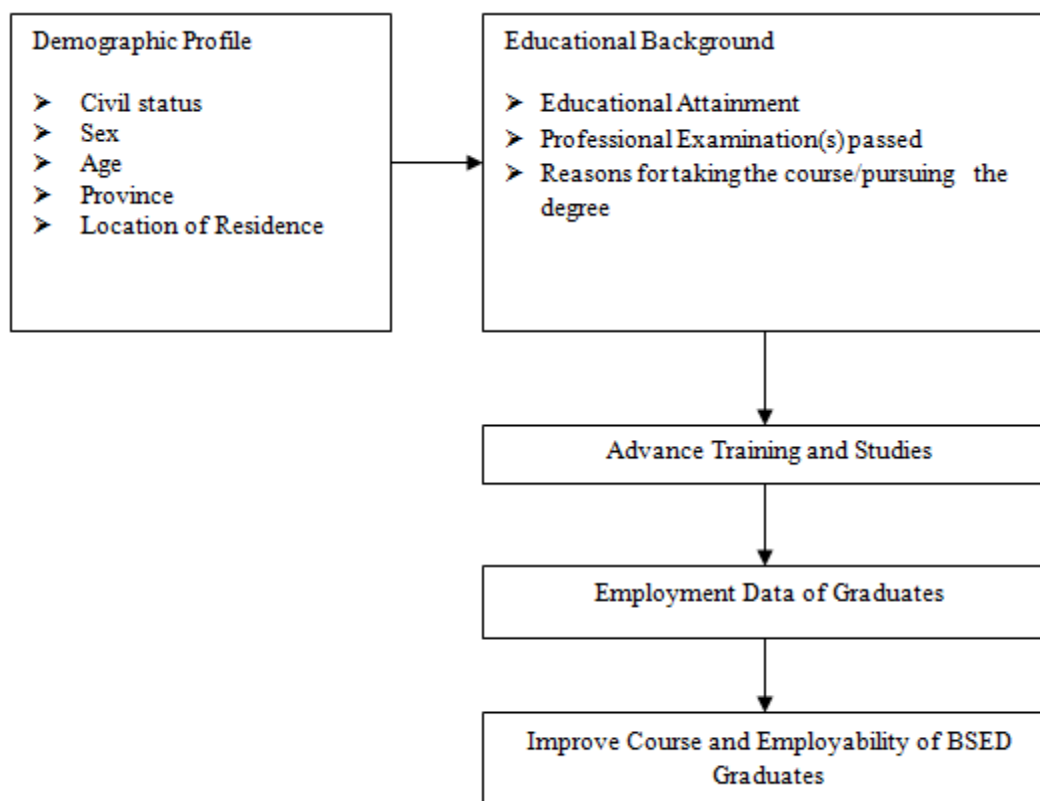 Demographic Profile
➢ Civil status
➢ Sex
➢ Age
➢ Province
➢ Location of Residence
Educational Background
➢ Educational Attainment
➢ Professional Examination(s) passed
➢ Reasons for taking the course/pursuing the
degree
Advance Training and Studies
Employment Data of Graduates
Improve Course and Employability of BSED
Graduates